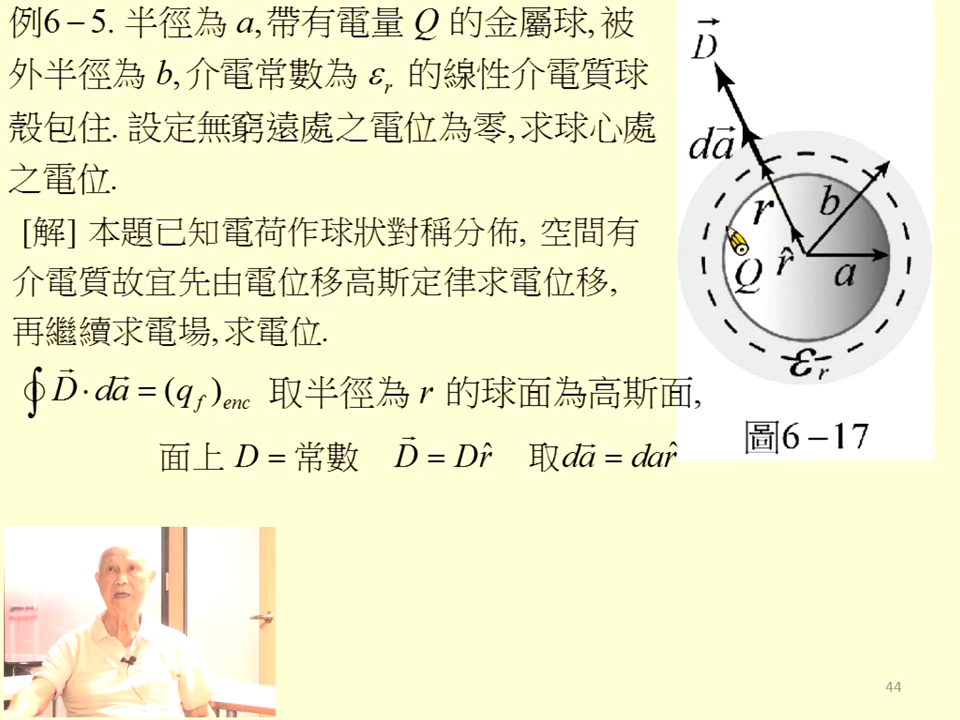 例6－5. 半徑為 a, 帶有電量 Q 的金屬球, 被
外半徑為 b, 介電常數為 εr 的線性介電質球
殼包住. 設定無窮遠處之電位為零, 求球心處
之電位.
[解] 本題已知電荷作球狀對稱分佈, 空間有
介電質故宜先由電位移高斯定律求電位移,
再繼續求電場, 求電位.
∮D⃗·da⃗ = (qf)enc 取半徑為 r 的球面為高斯面,
面上 D = 常數 D⃗ = Dr̂ 取da⃗ = dar̂
D⃗
da⃗
r
b
Q
r̂
a
εr
圖6－17
44